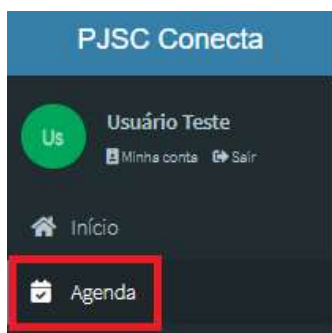 PJSC Conecta
Us
Usuário Teste
Minha conta Sair
Início
Agenda